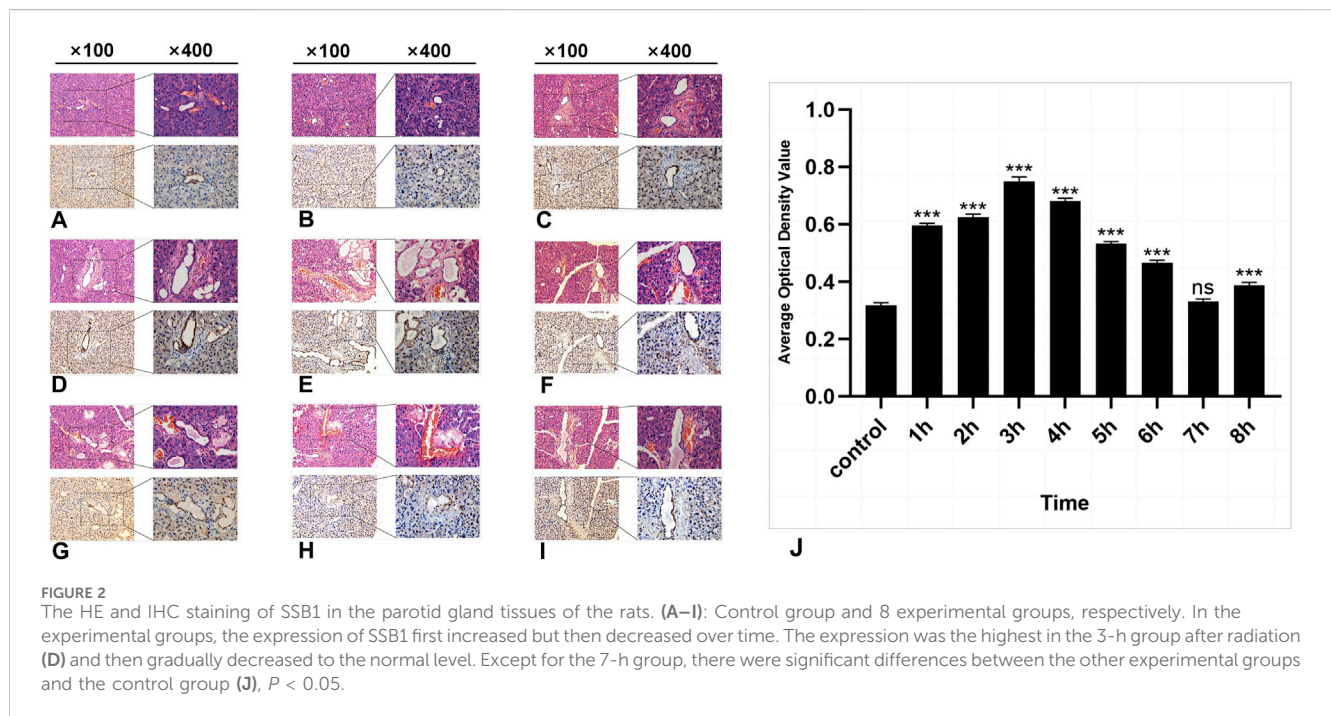 ×100 ×400 ×100 ×400 ×100 ×400
A B C
D E F
G H I
Average Optical Density Value
1.0
0.8
0.6
0.4
0.2
0.0
*** *** *** *** *** *** ns ***
control 1h 2h 3h 4h 5h 6h 7h 8h
Time
J
FIGURE 2
The HE and IHC staining of SSB1 in the parotid gland tissues of the rats. (A–I): Control group and 8 experimental groups, respectively. In the
experimental groups, the expression of SSB1 first increased but then decreased over time. The expression was the highest in the 3-h group after radiation
(D) and then gradually decreased to the normal level. Except for the 7-h group, there were significant differences between the other experimental groups
and the control group (J), P < 0.05.